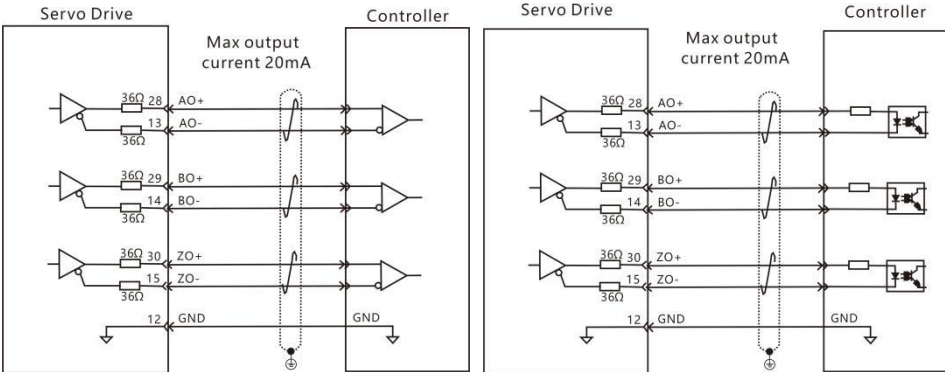 Servo Drive
Controller
Max output
current 20mA
36Ω 28 AO+
13 AO-
36Ω
36Ω 29 BO+
14 BO-
36Ω
36Ω 30 ZO+
15 ZO-
36Ω
12 GND
GND
Servo Drive
Controller
Max output
current 20mA
36Ω 28 AO+
13 AO-
36Ω
36Ω 29 BO+
14 BO-
36Ω
36Ω 30 ZO+
15 ZO-
36Ω
12 GND
GND